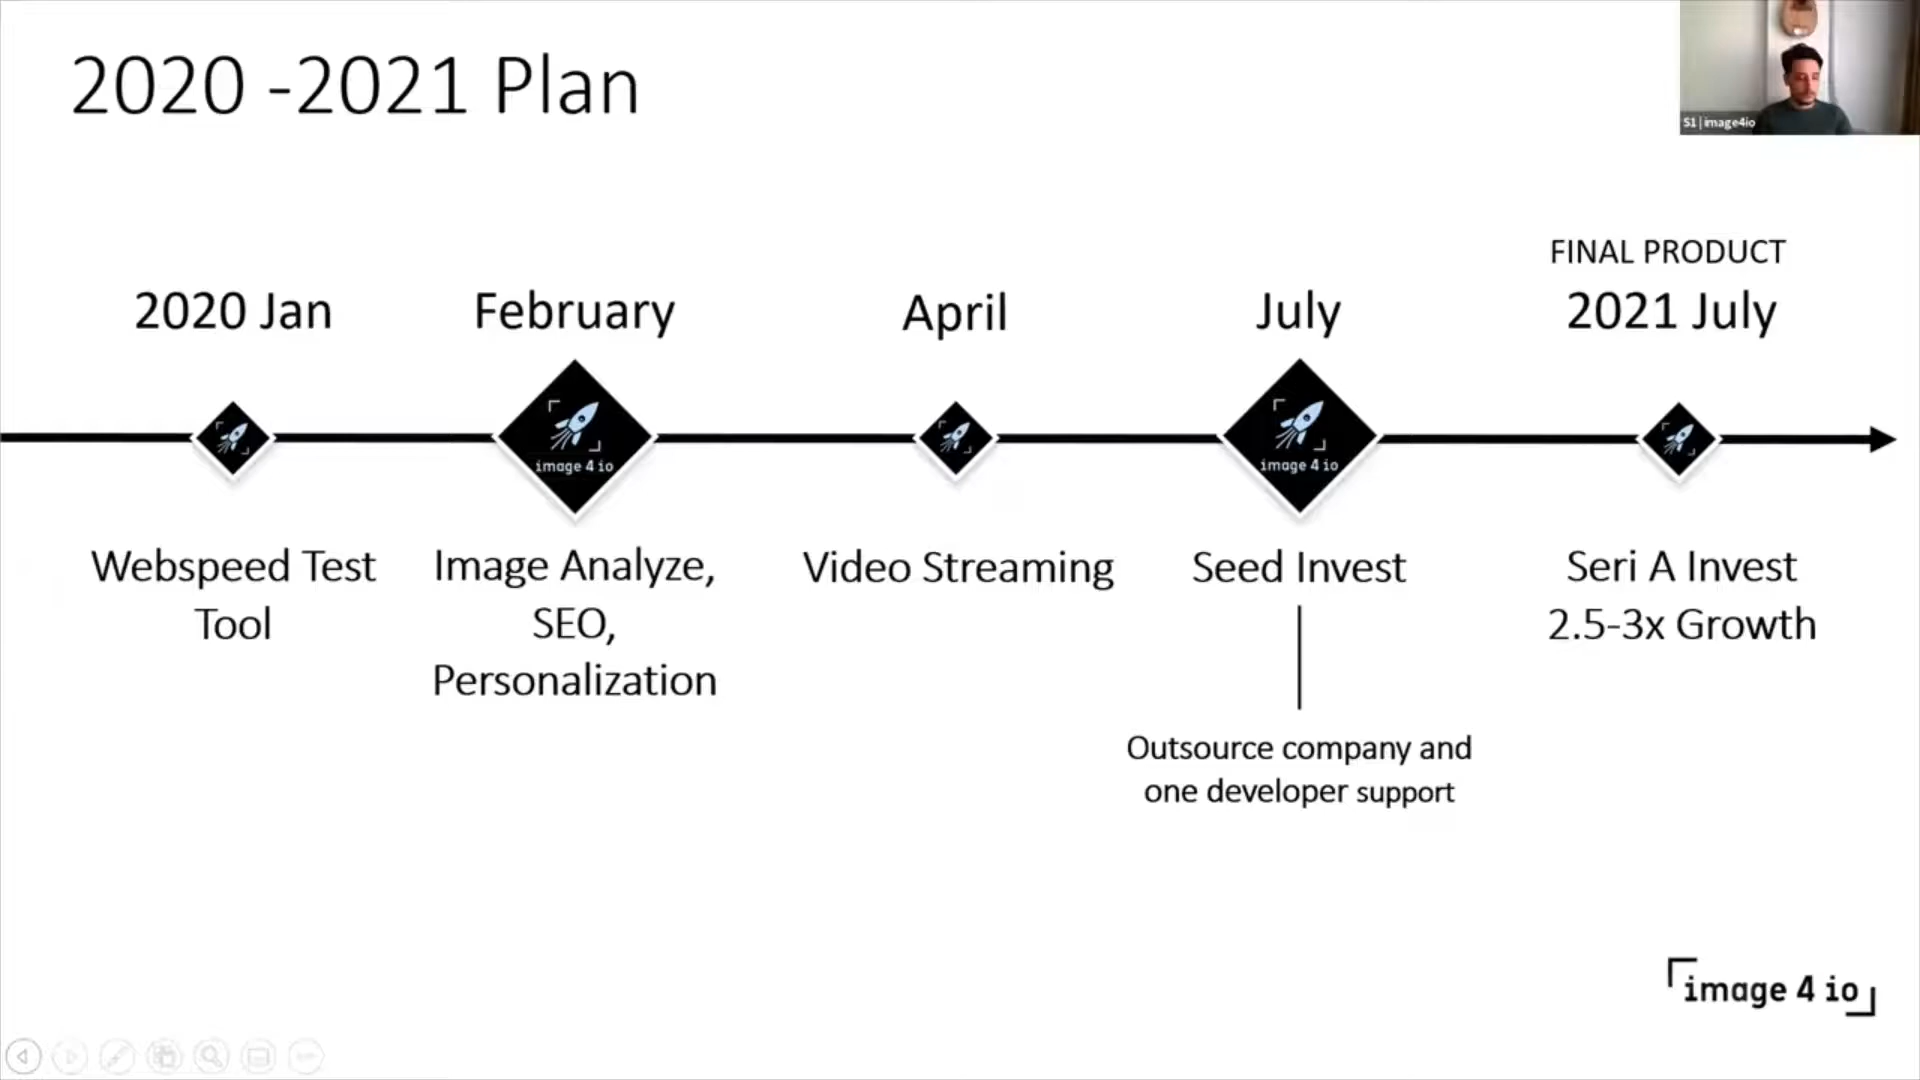 2020 -2021 Plan
S1 | image4io
FINAL PRODUCT
2020 Jan
February
April
July
2021 July
image 4 io
image 4 io
Webspeed Test
Tool
Image Analyze,
SEO,
Personalization
Video Streaming
Seed Invest
Outsource company and
one developer support
Seri A Invest
2.5-3x Growth
image 4 io